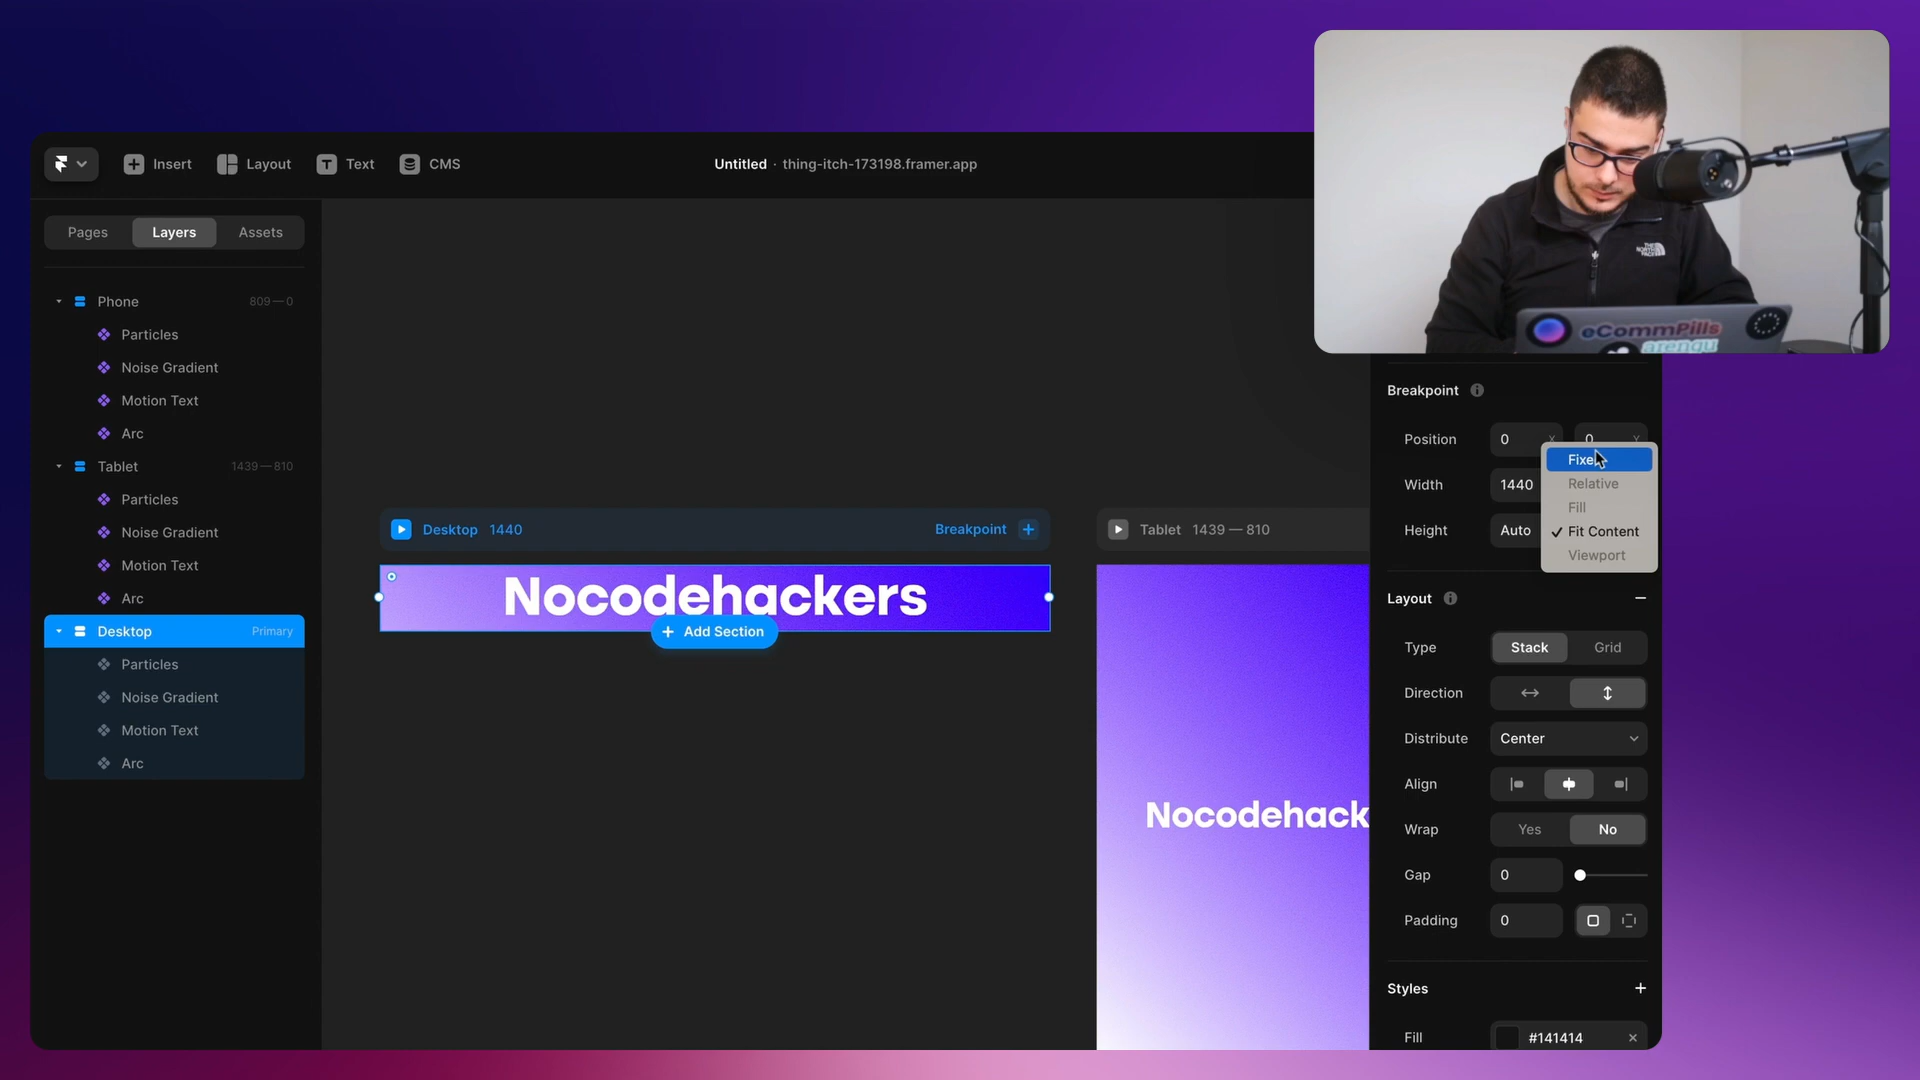 Insert
Layout
Text
CMS
Untitled · thing-itch-173198.framer.app
Pages
Layers
Assets
Phone 809—0
Particles
Noise Gradient
Motion Text
Arc
Tablet 1439—810
Particles
Noise Gradient
Motion Text
Arc
Desktop Primary
Particles
Noise Gradient
Motion Text
Arc
Desktop 1440
Breakpoint +
Nocodehackers
+ Add Section
Tablet 1439 — 810
Nocodehack
THE NORTH FACE
eCommPills
arengu
Breakpoint
Position 0 X 0 Y
Width 1440
Height Auto
Relative
Fill
✓ Fit Content
Viewport
Layout
Type Stack Grid
Direction
Distribute Center
Align
Wrap Yes No
Gap 0
Padding 0
Styles +
Fill #141414 ×